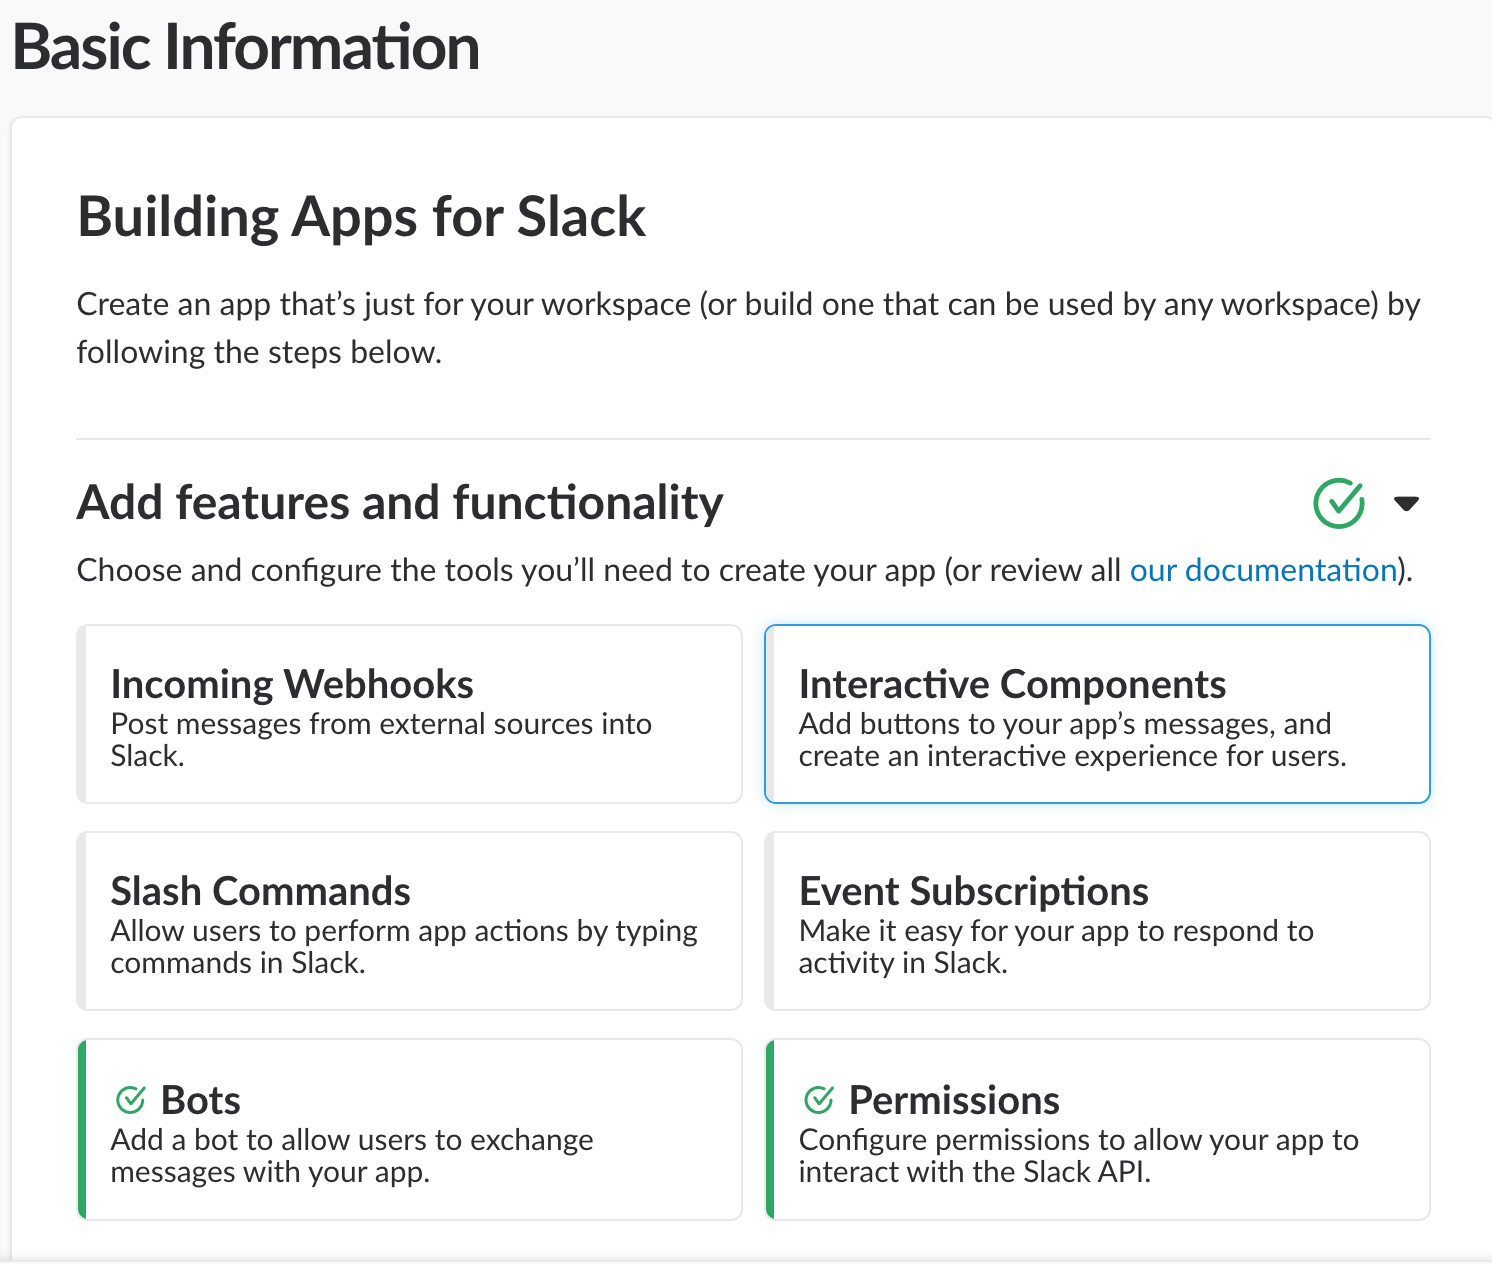 Basic Information
Building Apps for Slack
Create an app that’s just for your workspace (or build one that can be used by any workspace) by
following the steps below.
Add features and functionality
Choose and configure the tools you’ll need to create your app (or review all our documentation).
Incoming Webhooks
Post messages from external sources into
Slack.
Interactive Components
Add buttons to your app’s messages, and
create an interactive experience for users.
Slash Commands
Allow users to perform app actions by typing
commands in Slack.
Event Subscriptions
Make it easy for your app to respond to
activity in Slack.
Bots
Add a bot to allow users to exchange
messages with your app.
Permissions
Configure permissions to allow your app to
interact with the Slack API.